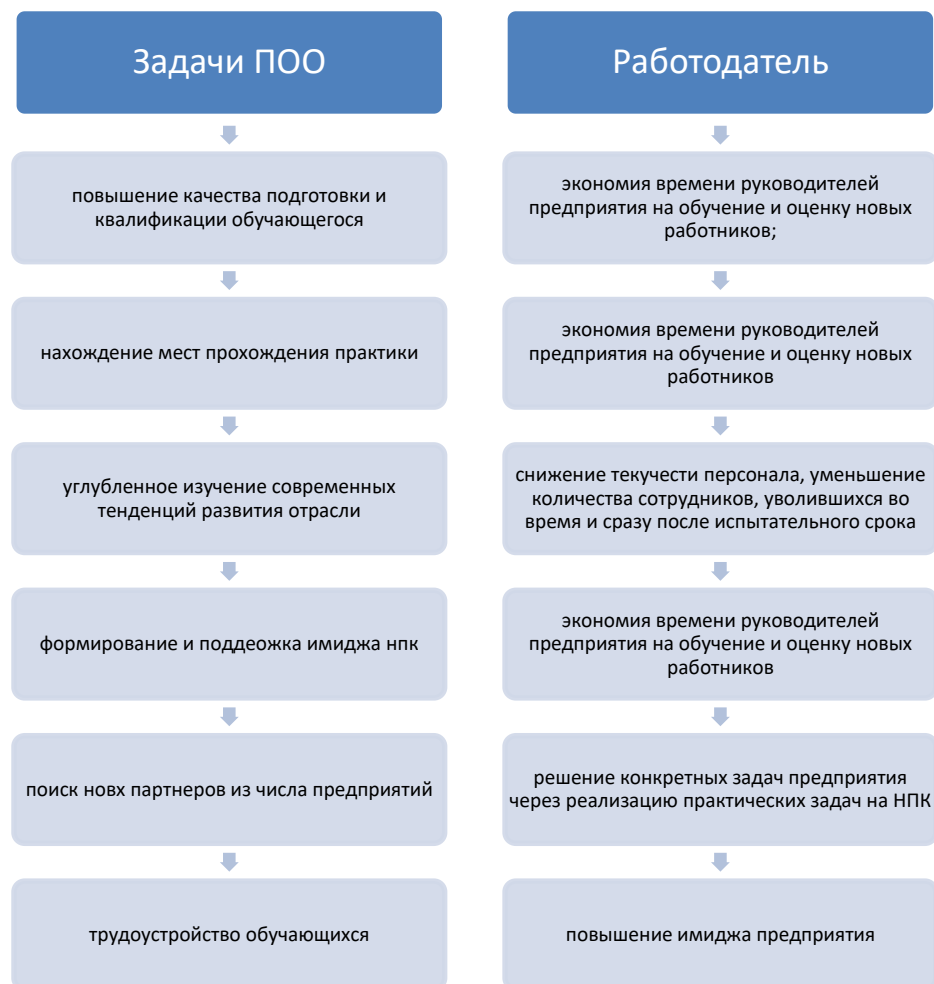 Задачи ПОО
повышение качества подготовки и
квалификации обучающегося
нахождение мест прохождения практики
углубленное изучение современных
тенденций развития отрасли
формирование и поддеожка имиджа нпк
поиск новх партнеров из числа предприятий
трудоустройство обучающихся
Работодатель
экономия времени руководителей
предприятия на обучение и оценку новых
работников;
экономия времени руководителей
предприятия на обучение и оценку новых
работников
снижение текучести персонала, уменьшение
количества сотрудников, уволившихся во
время и сразу после испытательного срока
экономия времени руководителей
предприятия на обучение и оценку новых
работников
решение конкретных задач предприятия
через реализацию практических задач на НПК
повышение имиджа предприятия